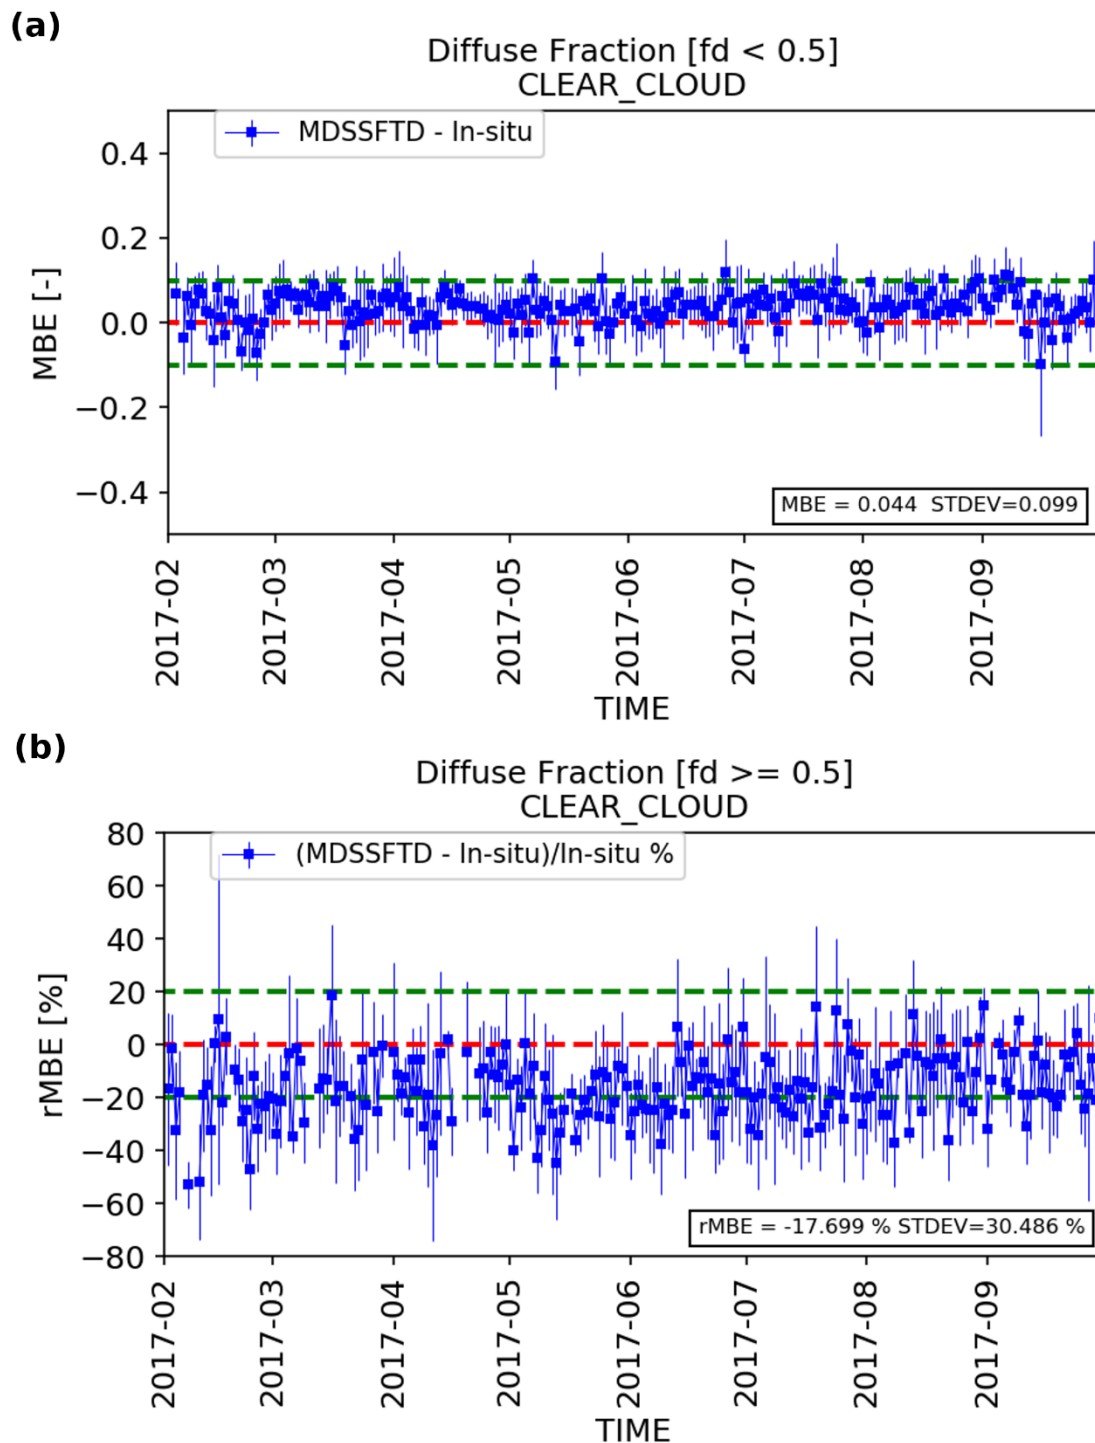 (a)
Diffuse Fraction [fd < 0.5]
CLEAR_CLOUD
MDSSFTD - In-situ
0.4
0.2
0.0
−0.2
−0.4
MBE [-]
MBE = 0.044 STDEV=0.099
2017-02
2017-03
2017-04
2017-05
2017-06
2017-07
2017-08
2017-09
TIME
(b)
Diffuse Fraction [fd >= 0.5]
CLEAR_CLOUD
(MDSSFTD - In-situ)/In-situ %
80
60
40
20
0
−20
−40
−60
−80
rMBE [%]
rMBE = -17.699 % STDEV=30.486 %
2017-02
2017-03
2017-04
2017-05
2017-06
2017-07
2017-08
2017-09
TIME